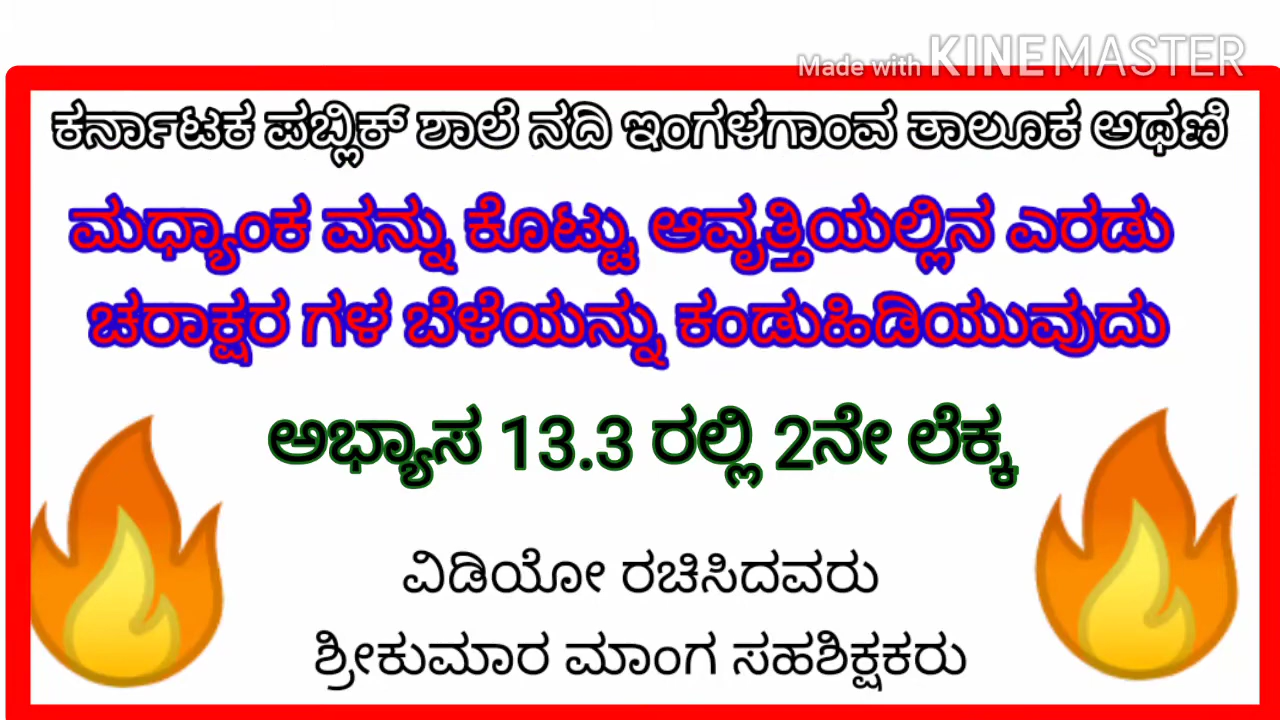 Made with KINEMASTER
ಕರ್ನಾಟಕ ಪಬ್ಲಿಕ್ ಶಾಲೆ ನದಿ ಇಂಗಳಗಾಂವ ತಾಲೂಕ ಅಥಣಿ
ಮಧ್ಯಾಂಕ ವನ್ನು ಕೊಟ್ಟು ಆವೃತ್ತಿಯಲ್ಲಿನ ಎರಡು
ಚರಾಕ್ಷರ ಗಳ ಬೆಳೆಯನ್ನು ಕಂಡುಹಿಡಿಯುವುದು
ಅಭ್ಯಾಸ 13.3 ರಲ್ಲಿ 2ನೇ ಲೆಕ್ಕ
ವಿಡಿಯೋ ರಚಿಸಿದವರು
ಶ್ರೀಕುಮಾರ ಮಾಂಗ ಸಹಶಿಕ್ಷಕರು